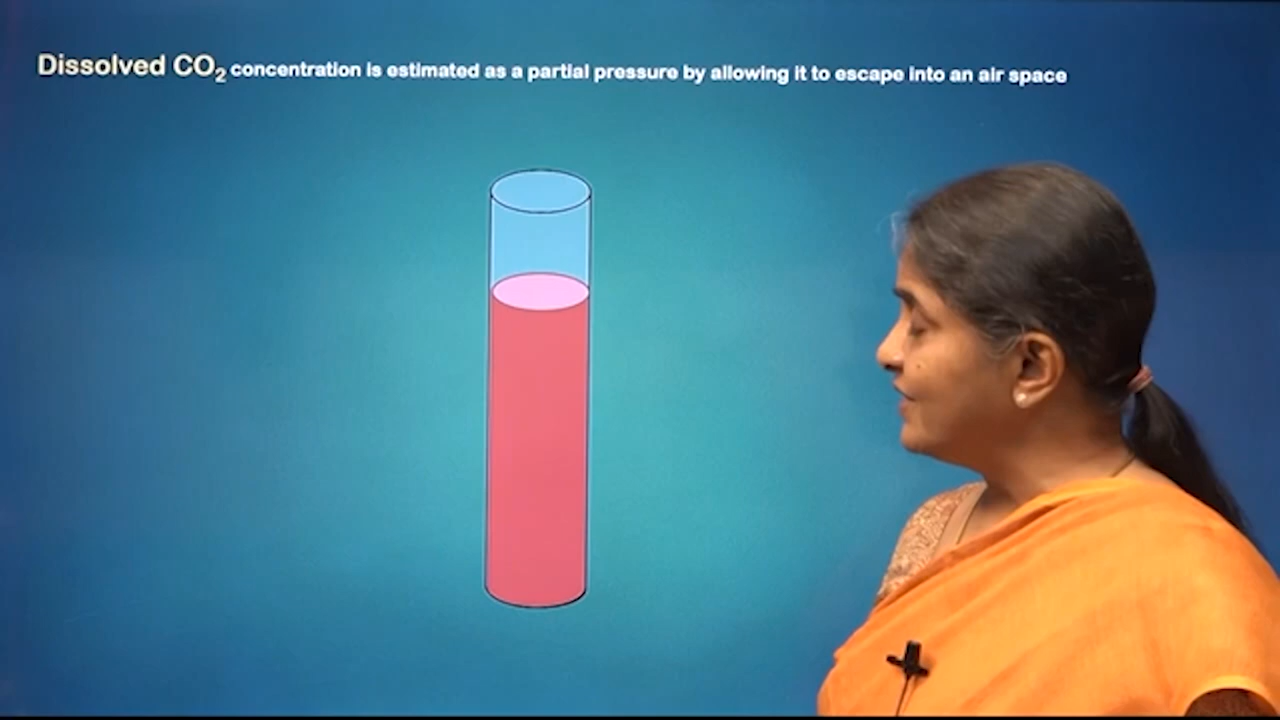 Dissolved CO₂ concentration is estimated as a partial pressure by allowing it to escape into an air space